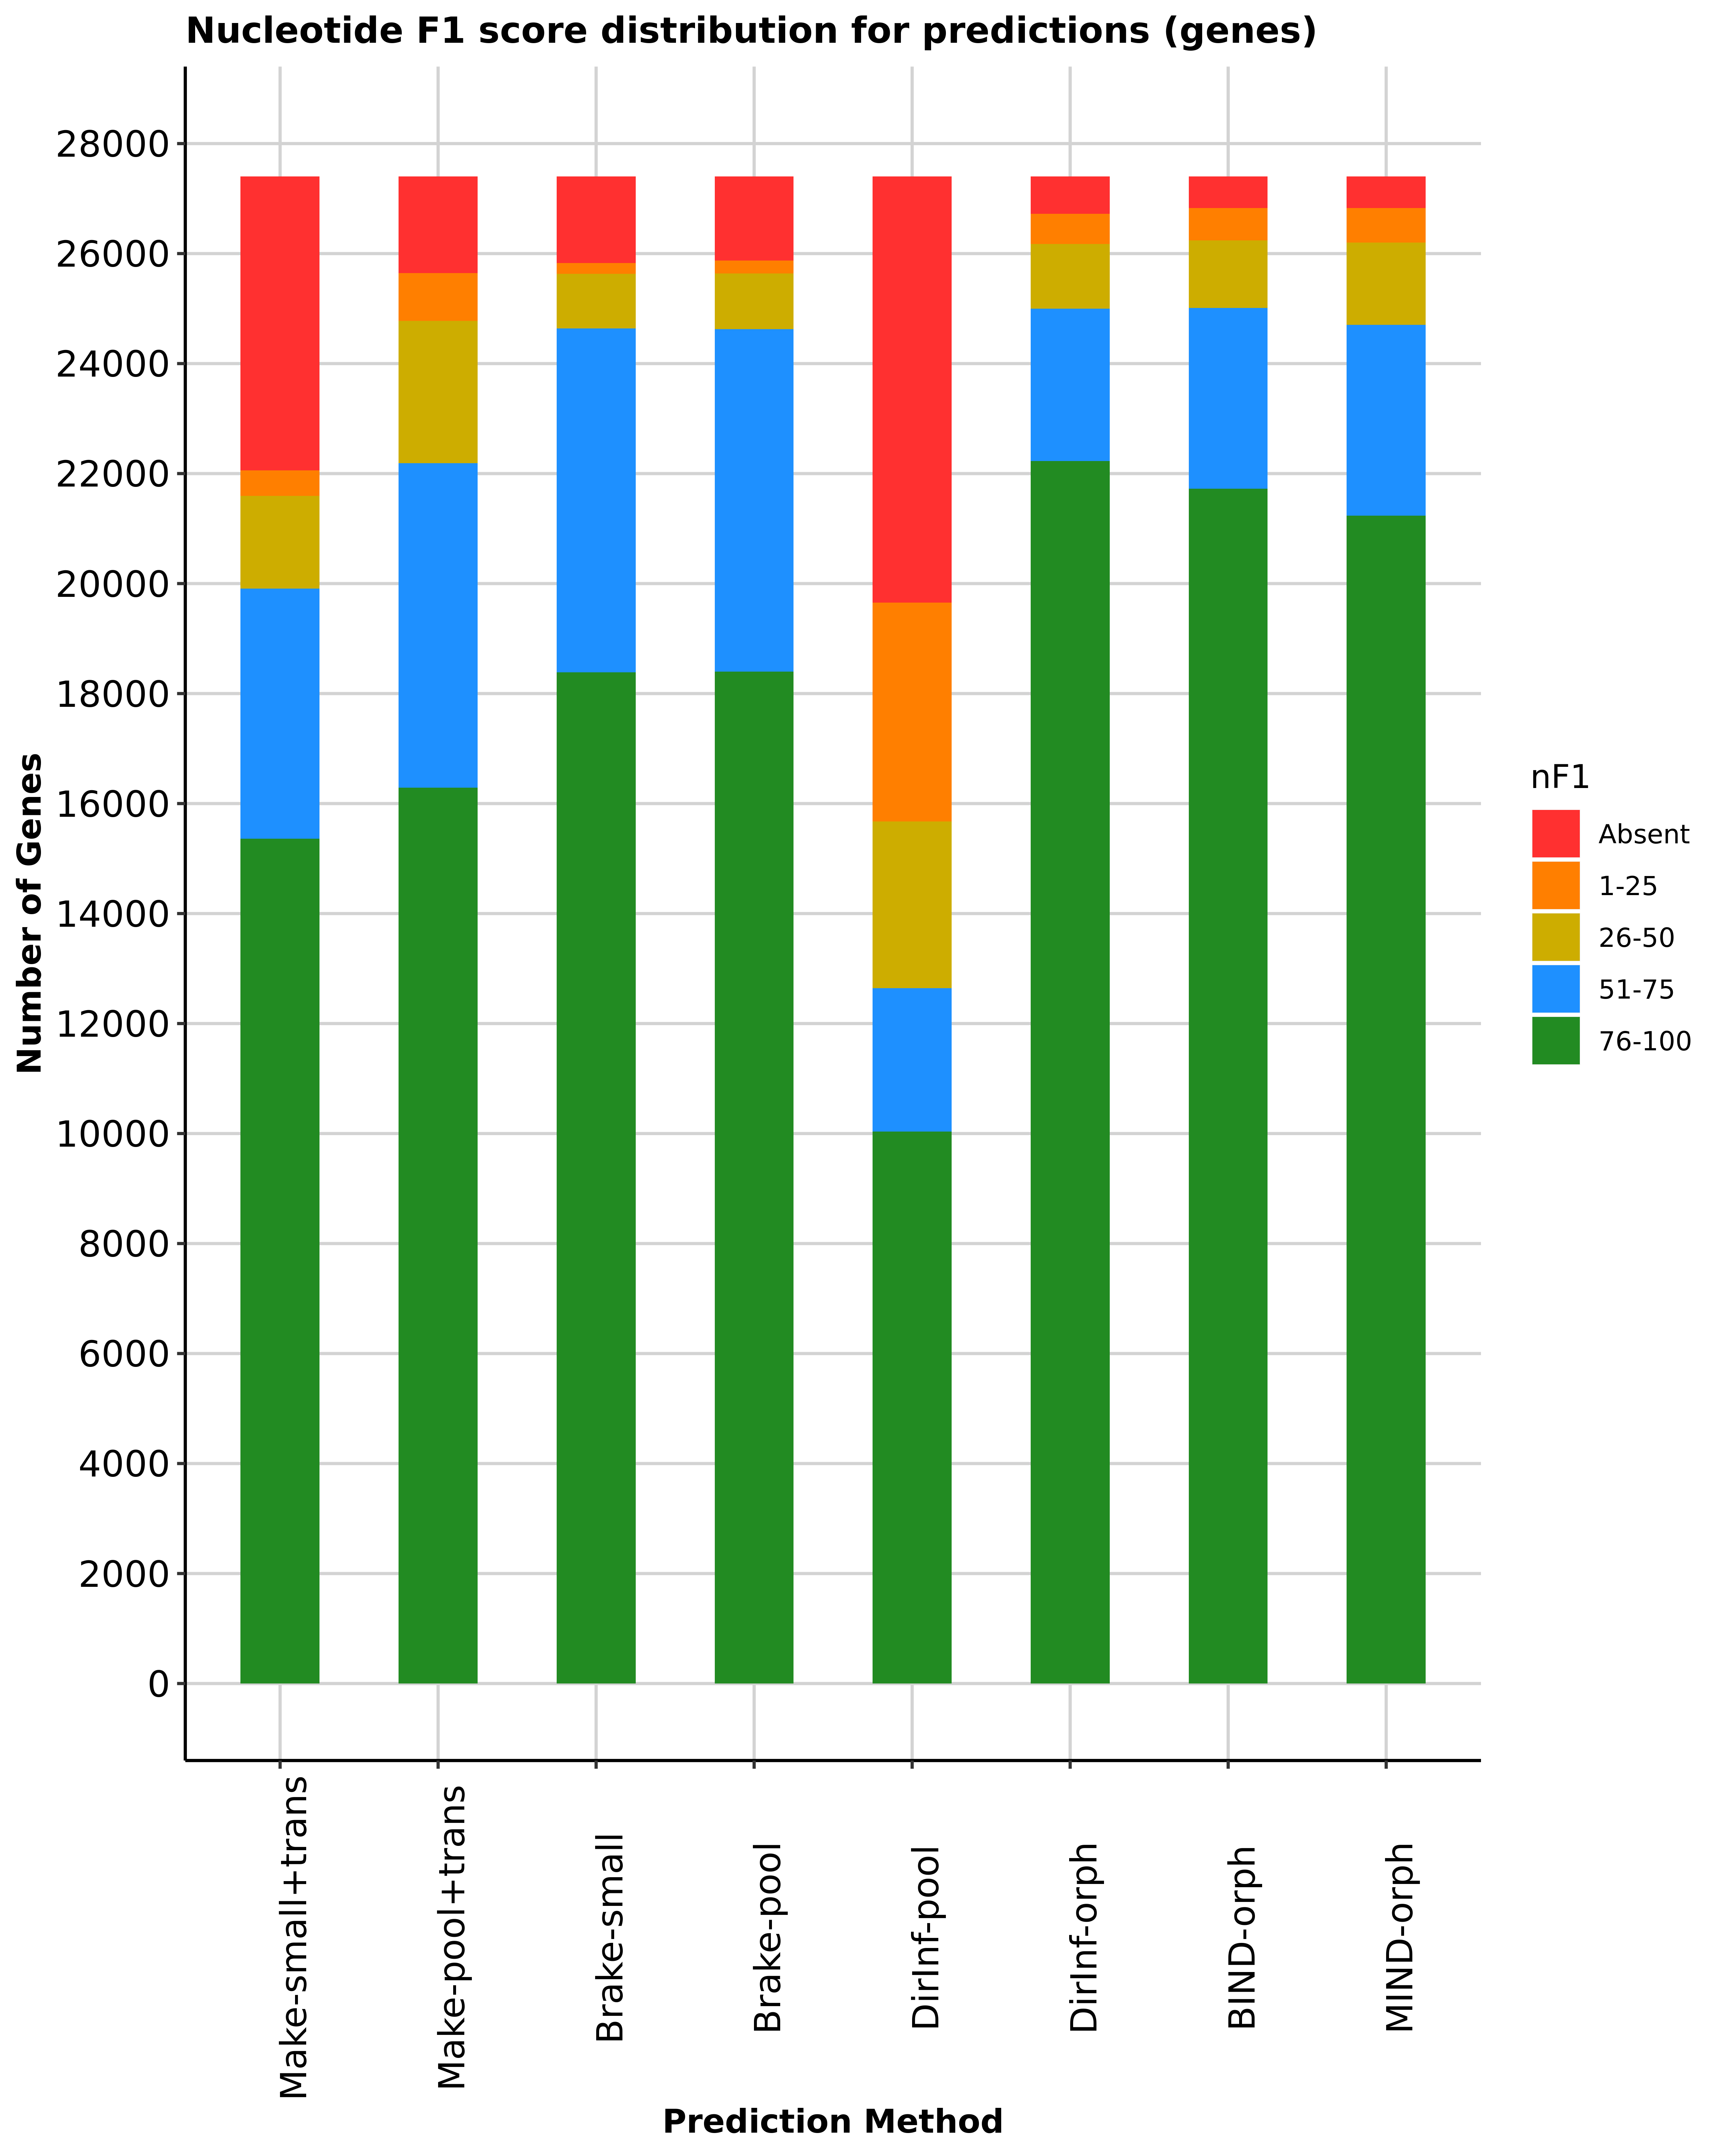 Nucleotide F1 score distribution for predictions (genes)
28000
26000
24000
22000
20000
18000
16000
14000
12000
10000
8000
6000
4000
2000
0
Number of Genes
Make-small+trans
Make-pool+trans
Brake-small
Brake-pool
DirInf-pool
DirInf-orph
BIND-orph
MIND-orph
Prediction Method
nF1
Absent
1-25
26-50
51-75
76-100